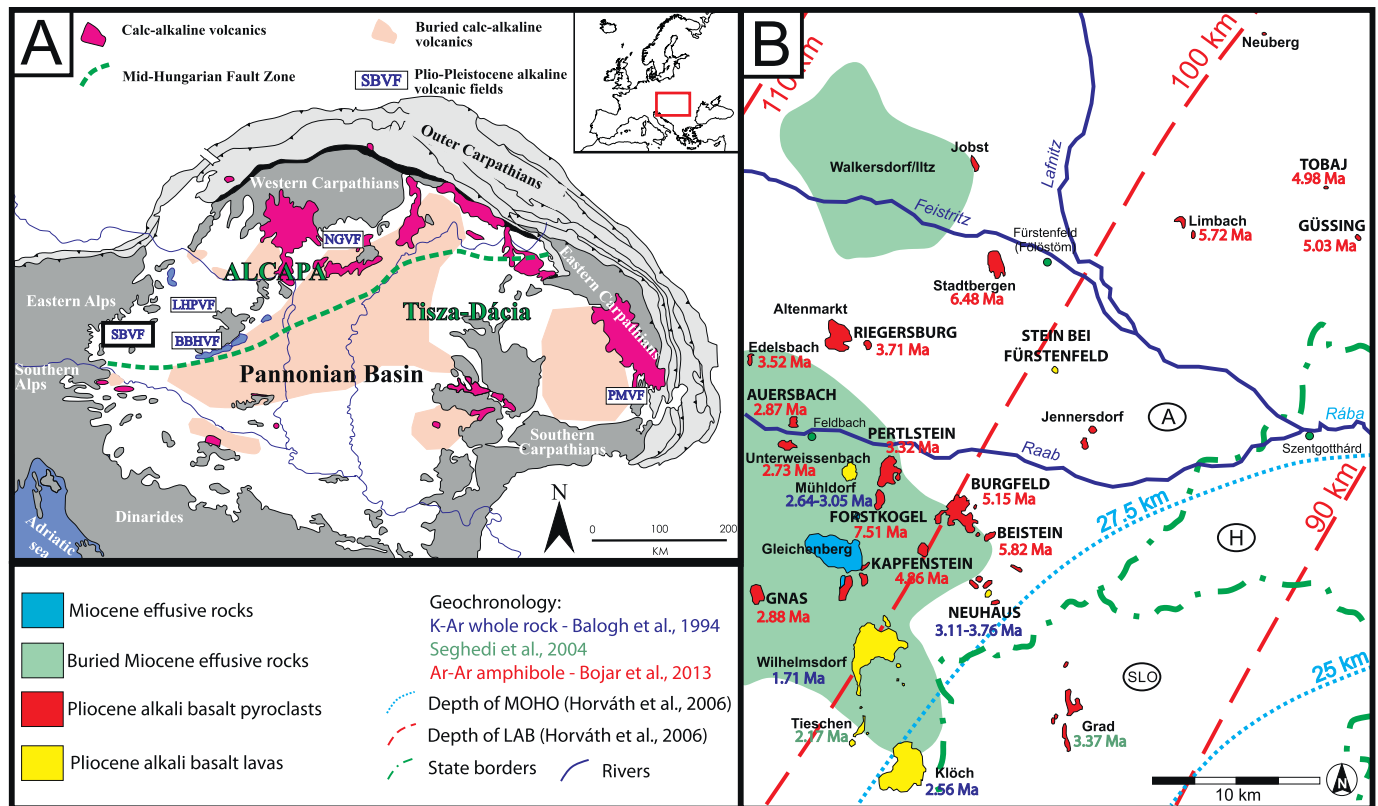 A
Calc-alkaline volcanics
Buried calc-alkaline
volcanics
Mid-Hungarian Fault Zone
SBVF
Plio-Pleistocene alkaline
volcanic fields
Outer Carpathians
Western Carpathians
NGVF
ALCAPA
Eastern Carpathians
Eastern Alps
LHPVF
Tisza-Dácia
SBVF
BBHVF
Southern
Alps
Pannonian Basin
PMVF
Southern
Carpathians
Dinarides
Adriatic
sea
N
0 100 200
KM
Miocene effusive rocks
Buried Miocene effusive rocks
Pliocene alkali basalt pyroclasts
Pliocene alkali basalt lavas
Geochronology:
K-Ar whole rock - Balogh et al., 1994
Seghedi et al., 2004
Ar-Ar amphibole - Bojar et al., 2013
Depth of MOHO (Horváth et al., 2006)
Depth of LAB (Horváth et al., 2006)
State borders
Rivers
B
110 km
100 km
Neuberg
Jobst
Walkersdorf/Iltz
Lafnitz
TOBAJ
4.98 Ma
Feistritz
Limbach
5.72 Ma
GÜSSING
5.03 Ma
Fürstenfeld
(Fölöstöm)
Stadtbergen
6.48 Ma
Altenmarkt
RIEGERSBURG
3.71 Ma
STEIN BEI
FÜRSTENFELD
Edelsbach
3.52 Ma
AUERSBACH
2.87 Ma
Feldbach
Jennersdorf
A
Rába
PERTLSTEIN
3.32 Ma
Raab
Szentgotthárd
Unterweissenbach
2.73 Ma
Mühldorf
2.64-3.05 Ma
BURGFELD
5.15 Ma
27.5 km
90 km
FORSTKOGEL
7.51 Ma
BEISTEIN
5.82 Ma
H
Gleichenberg
KAPFENSTEIN
4.86 Ma
GNAS
2.88 Ma
NEUHAUS
3.11-3.76 Ma
Wilhelmsdorf
1.71 Ma
SLO
25 km
Tieschen
2.17 Ma
Grad
3.37 Ma
Klöch
2.56 Ma
10 km
N